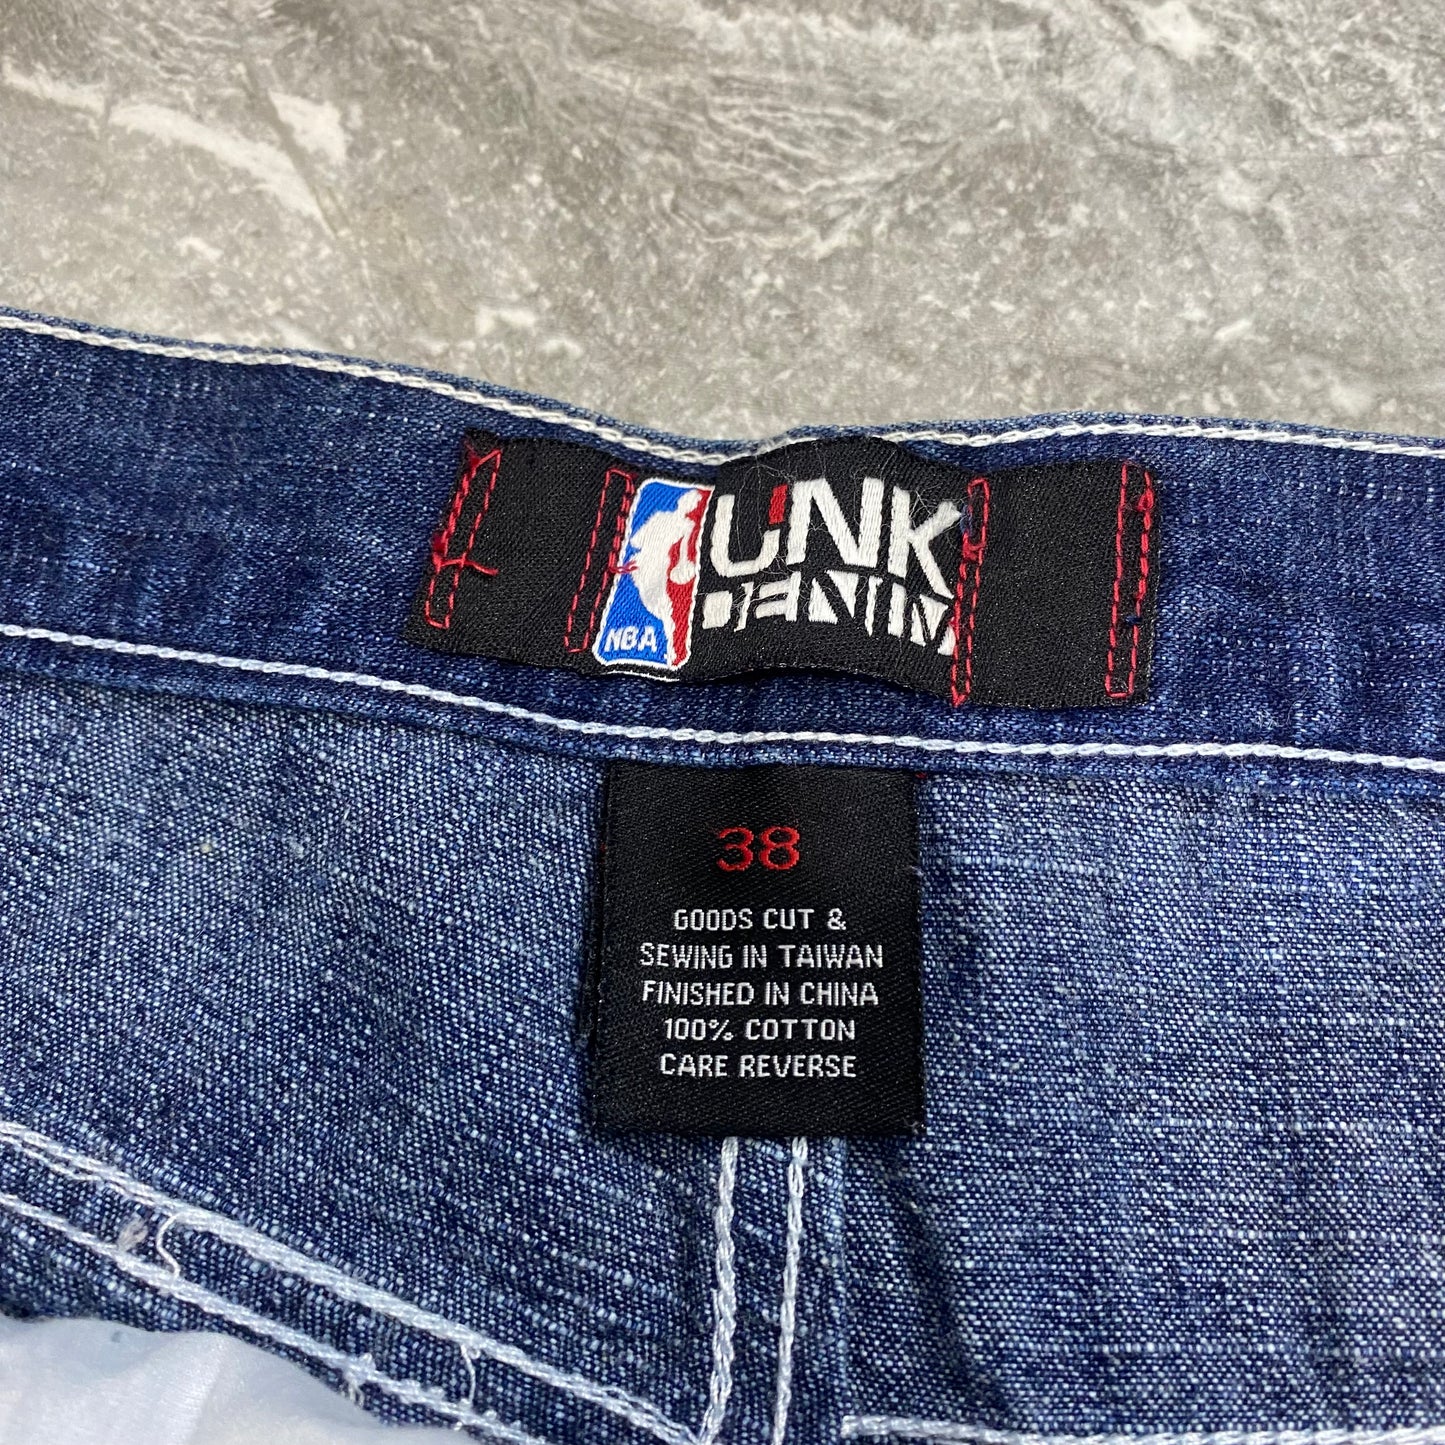 NBA
UNK
DENIM
38
GOODS CUT &
SEWING IN TAIWAN
FINISHED IN CHINA
100% COTTON
CARE REVERSE